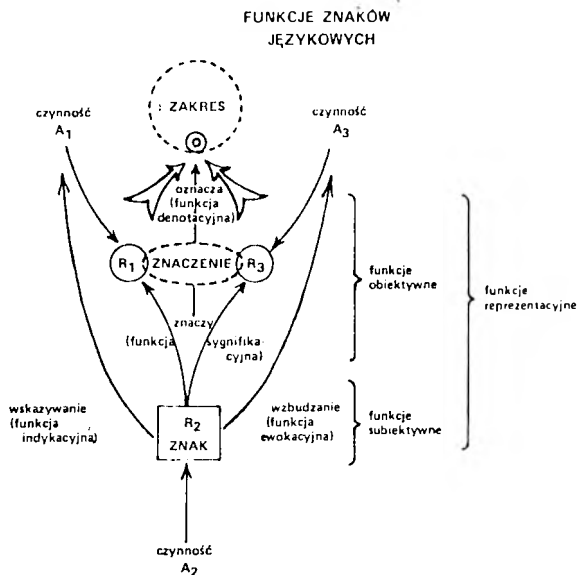 FUNKCJE ZNAKÓW
JĘZYKOWYCH
: ZAKRES
czynność
A1
czynność
A3
oznacza
(funkcja
denotacyjna)
R1
ZNACZENIE
R3
funkcje
obiektywne
funkcje
reprezentacyjne
znaczy
(funkcja
sygnifika-
cyjna)
wskazywanie
(funkcja
indykacyjna)
R2
ZNAK
wzbudzanie
(funkcja
ewokacyjna)
funkcje
subiektywne
czynność
A2